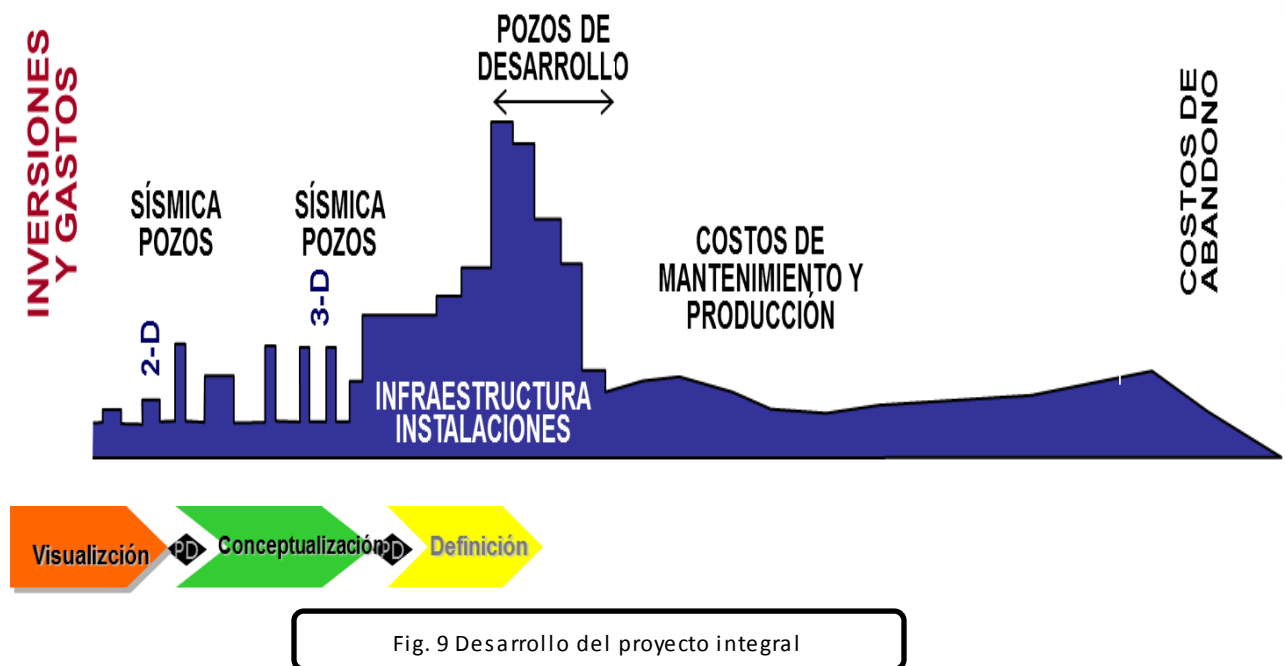 INVERSIONES
Y GASTOS
SÍSMICA
POZOS
2-D
SÍSMICA
POZOS
3-D
POZOS DE
DESARROLLO
INFRAESTRUCTURA
INSTALACIONES
COSTOS DE
MANTENIMIENTO Y
PRODUCCIÓN
COSTOS DE
ABANDONO
Visualizción
PD
Conceptualización
PD
Definición
Fig. 9 Desarrollo del proyecto integral